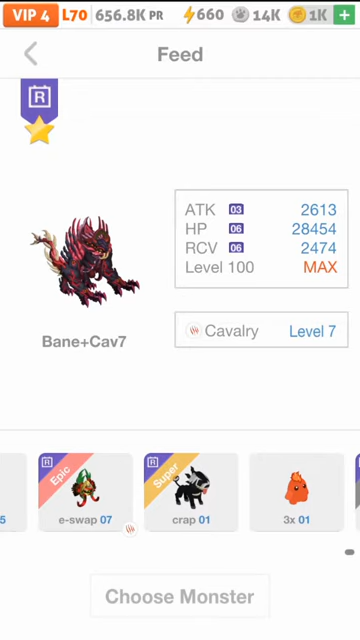 VIP 4 L70 656.8K PR 660 14K 1K +
Feed
R
ATK 03 2613
HP 06 28454
RCV 06 2474
Level 100 MAX
Cavalry Level 7
Bane+Cav7
R Epic R Super
5 e-swap 07 crap 01 3x 01
Choose Monster